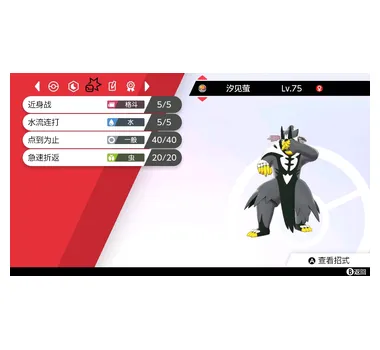 汐见萤 Lv.75
近身战 格斗 5/5
水流连打 水 5/5
点到为止 一般 40/40
急速折返 虫 20/20
A 查看招式
B 返回